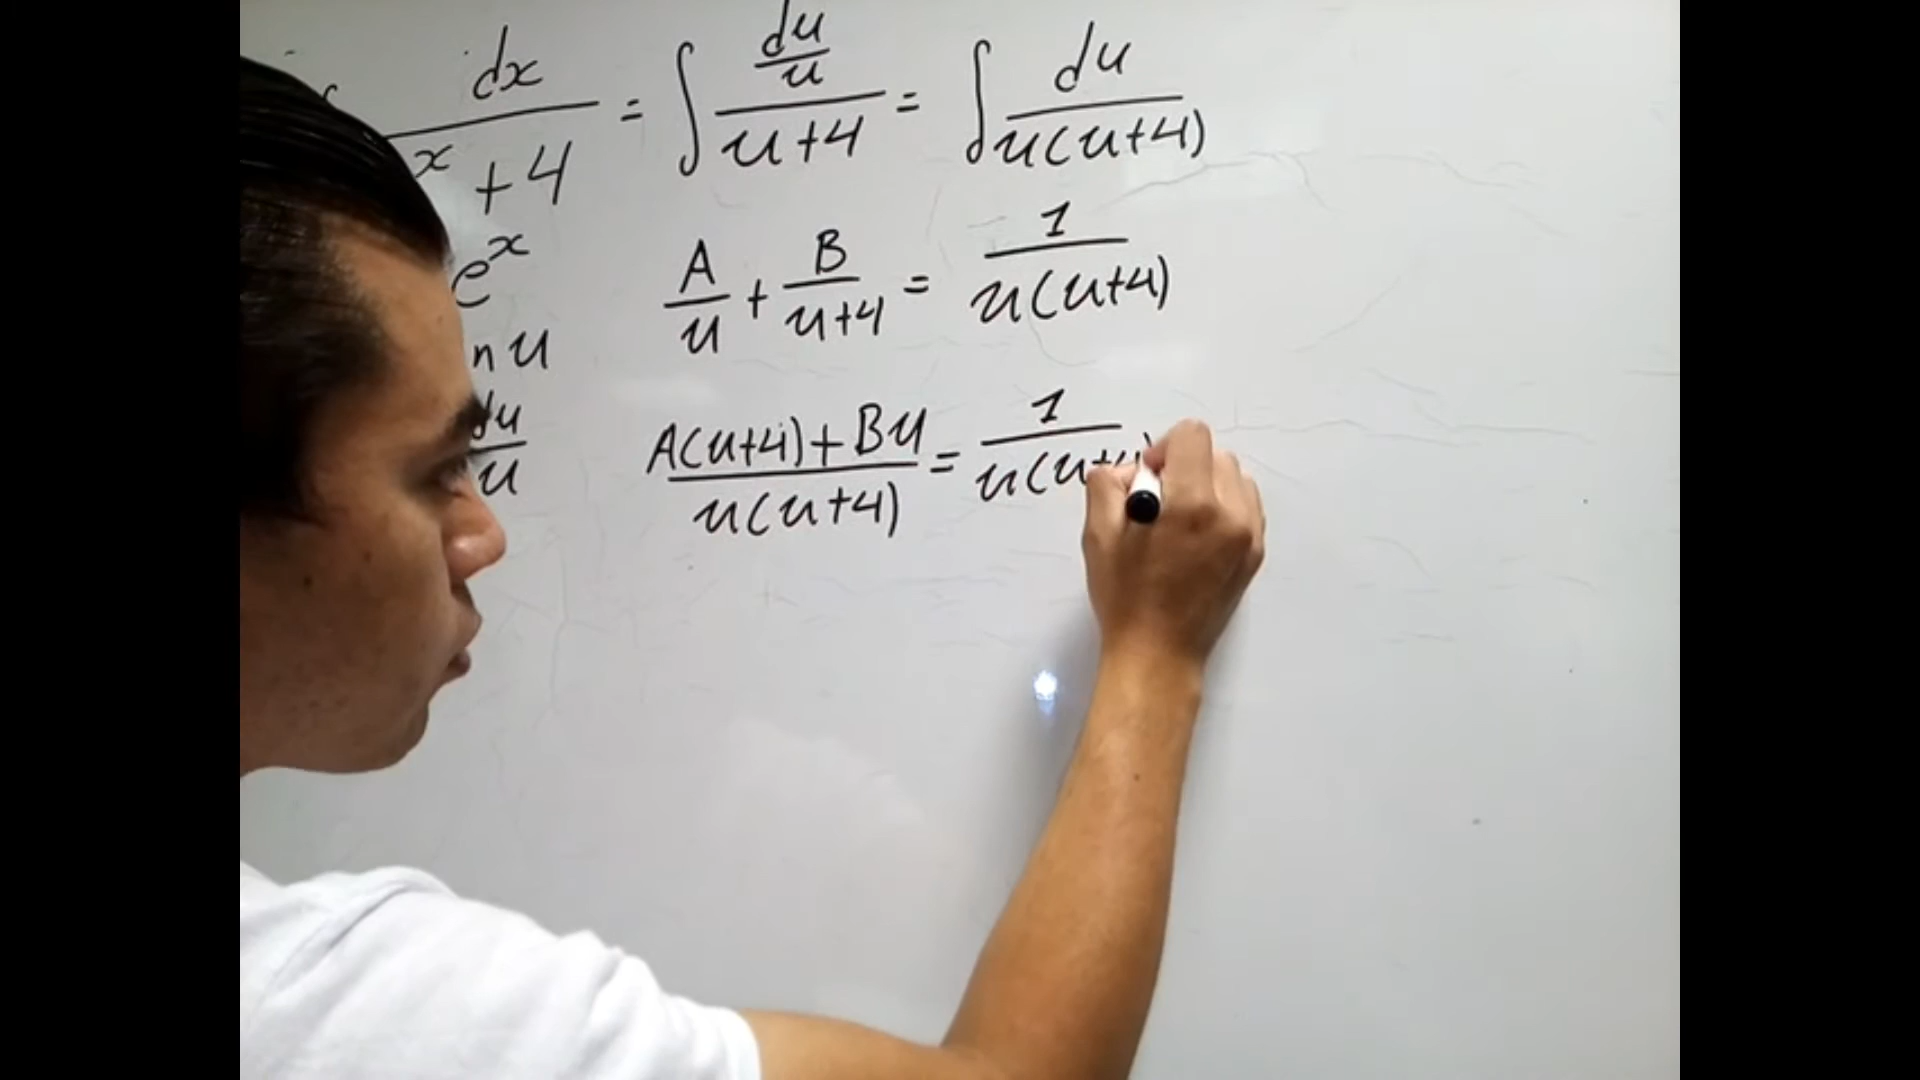 ∫ dx / x + 4 = ∫ (du/u) / (u+4) = ∫ du / u(u+4)
e^x
A/u + B/(u+4) = 1 / u(u+4)
n u
du/u
A(u+4)+Bu / u(u+4) = 1 / u(u+4)